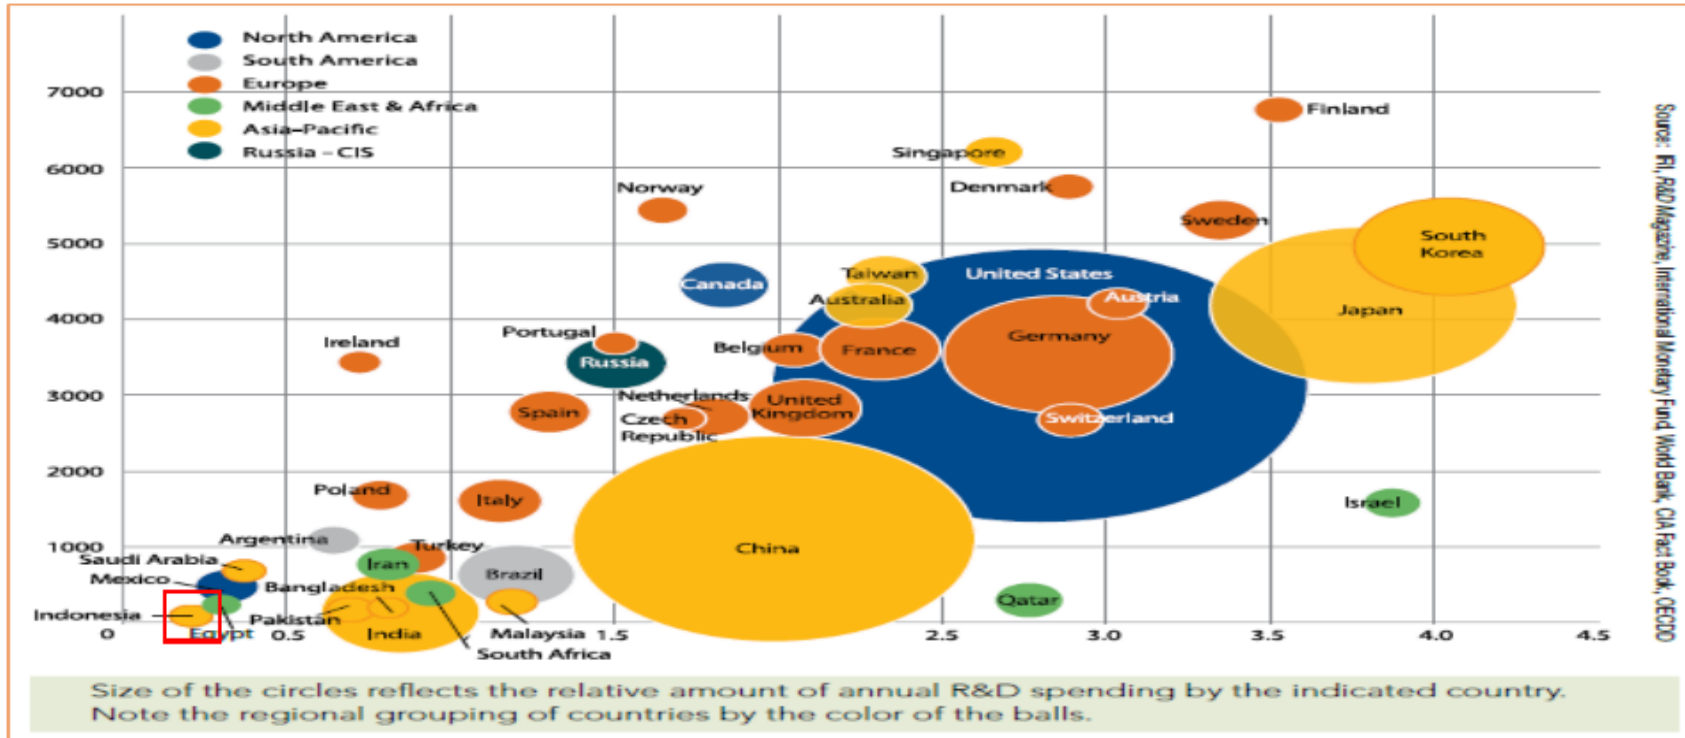 North America
South America
Europe
Middle East & Africa
Asia-Pacific
Russia - CIS
7000
6000
5000
4000
3000
2000
1000
Finland
Singapore
Denmark
Norway
Sweden
South
Korea
Taiwan
United States
Canada
Australia
Austria
Japan
Portugal
Germany
Ireland
Belgium
France
Russia
Netherlands
United
Kingdom
Spain
Czech
Republic
Switzerland
Poland
Italy
Israel
Argentina
Turkey
China
Saudi Arabia
Iran
Mexico
Bangladesh
Brazil
Qatar
Indonesia
Egypt
Pakistan
India
Malaysia
South Africa
0
0.5
1.5
2.5
3.0
3.5
4.0
4.5
Source: IRI, R&D Magazine, International Monetary Fund, World Bank, CIA Fact Book, OECDD
Size of the circles reflects the relative amount of annual R&D spending by the indicated country.
Note the regional grouping of countries by the color of the balls.